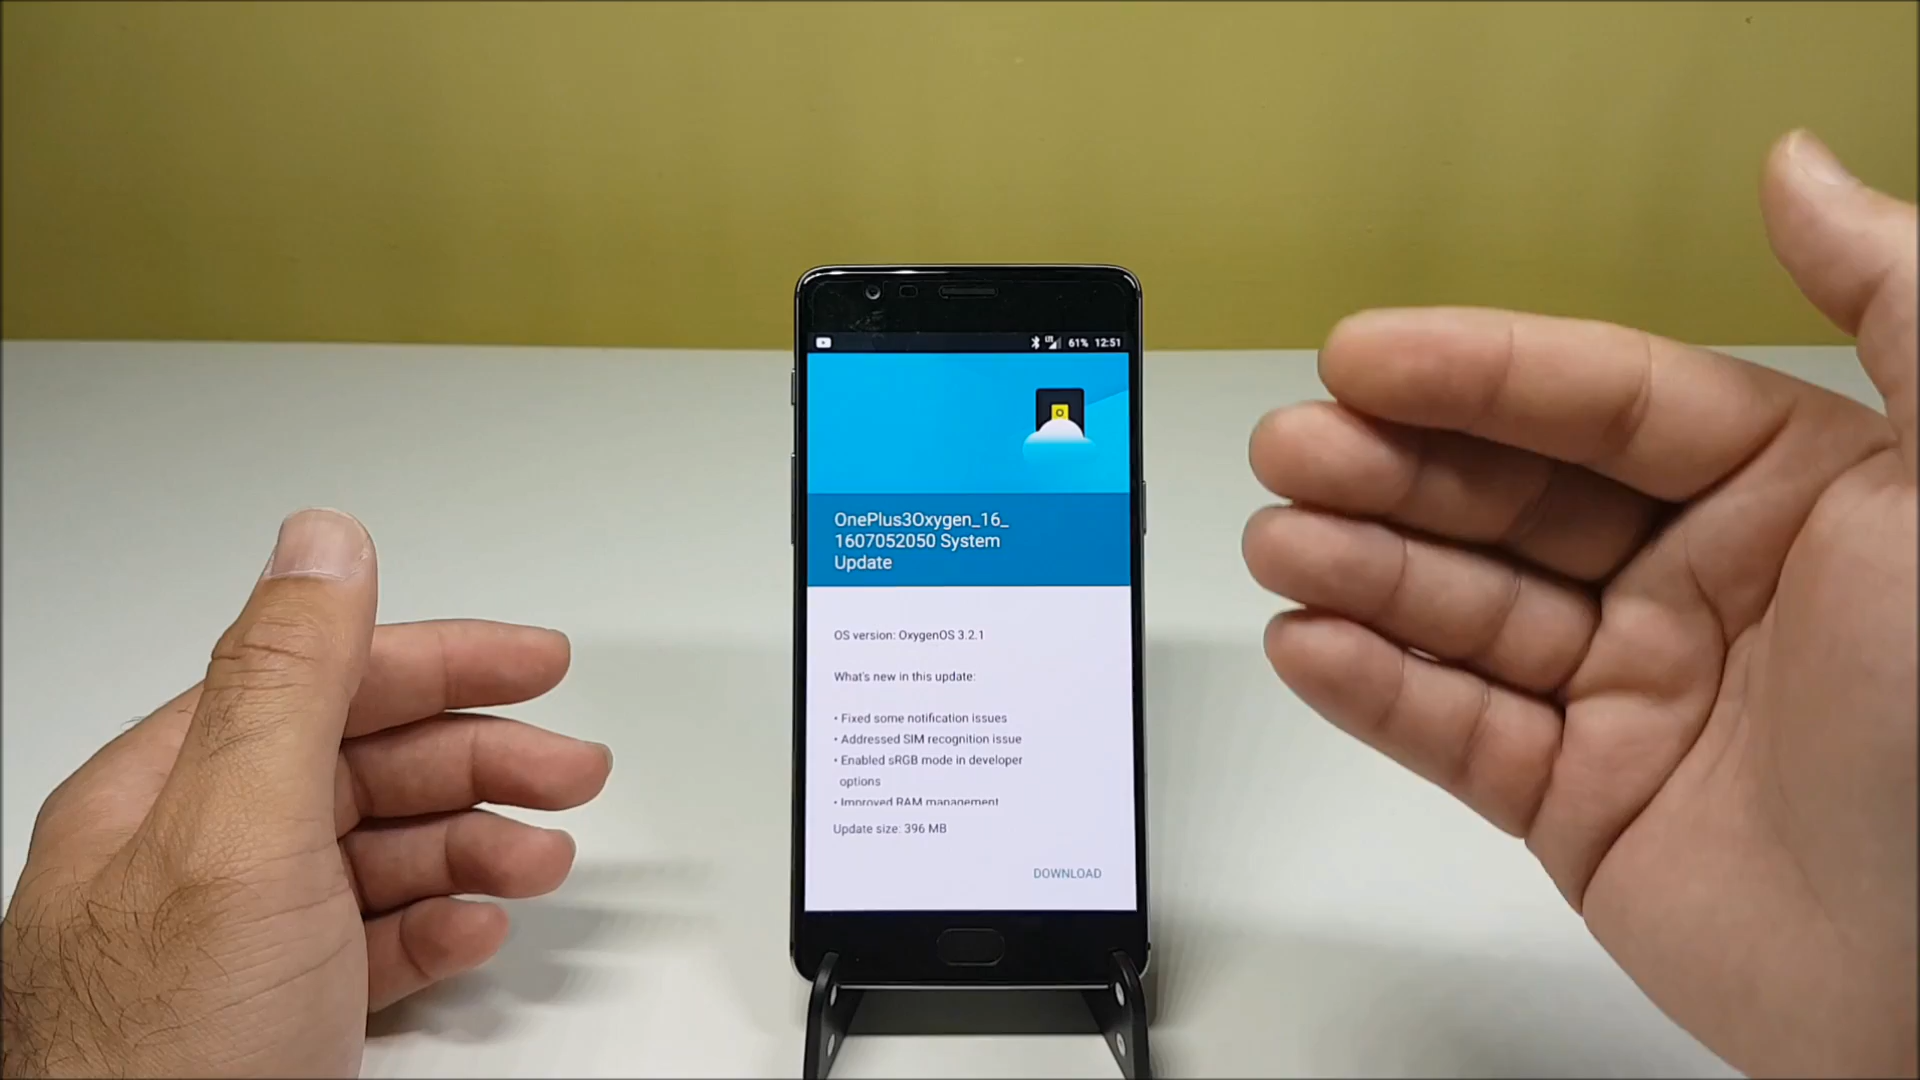 61% 12:51
OnePlus3Oxygen_16_
1607052050 System
Update
OS version: OxygenOS 3.2.1
What's new in this update:
• Fixed some notification issues
• Addressed SIM recognition issue
• Enabled sRGB mode in developer
options
• Improved RAM management
Update size: 396 MB
DOWNLOAD